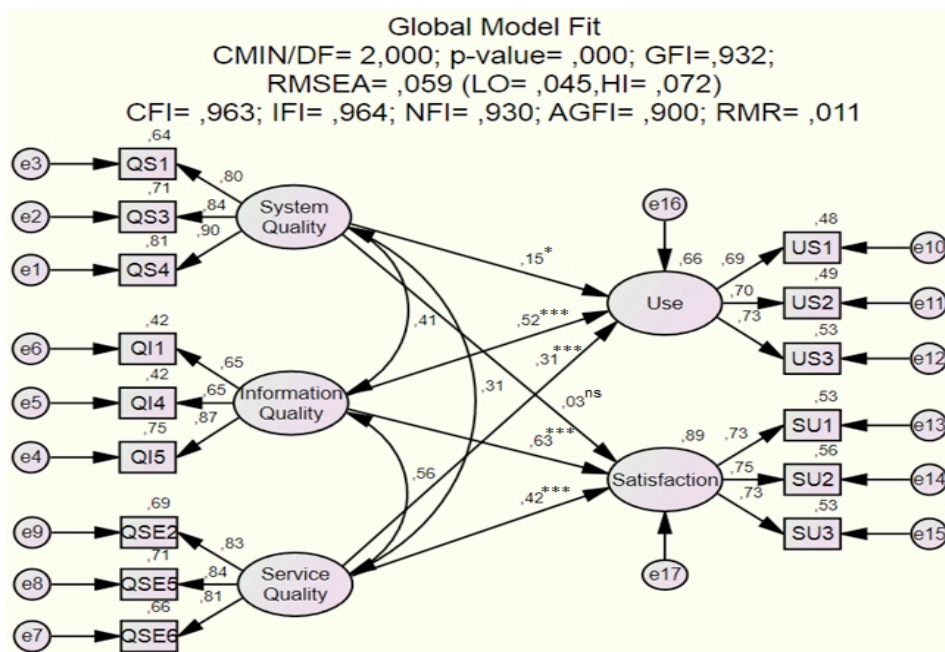 Global Model Fit
CMIN/DF= 2,000; p-value= ,000; GFI=,932;
RMSEA= ,059 (LO= ,045,HI= ,072)
CFI= ,963; IFI= ,964; NFI= ,930; AGFI= ,900; RMR= ,011
,64
e3
QS1
,80
,71
e2
QS3
,84
,81
e1
QS4
,90
System
Quality
,42
e6
QI1
,65
,42
e5
QI4
,65
,75
e4
QI5
,87
Information
Quality
,69
e9
QSE2
,83
,71
e8
QSE5
,84
,66
e7
QSE6
,81
Service
Quality
,41
,31
,56
,15*
,52***
,31***
,03ns
,63***
,42***
e16
,66
Use
,69
,48
US1
e10
,70
,49
US2
e11
,73
,53
US3
e12
,89
Satisfaction
e17
,73
,53
SU1
e13
,75
,56
SU2
e14
,73
,53
SU3
e15